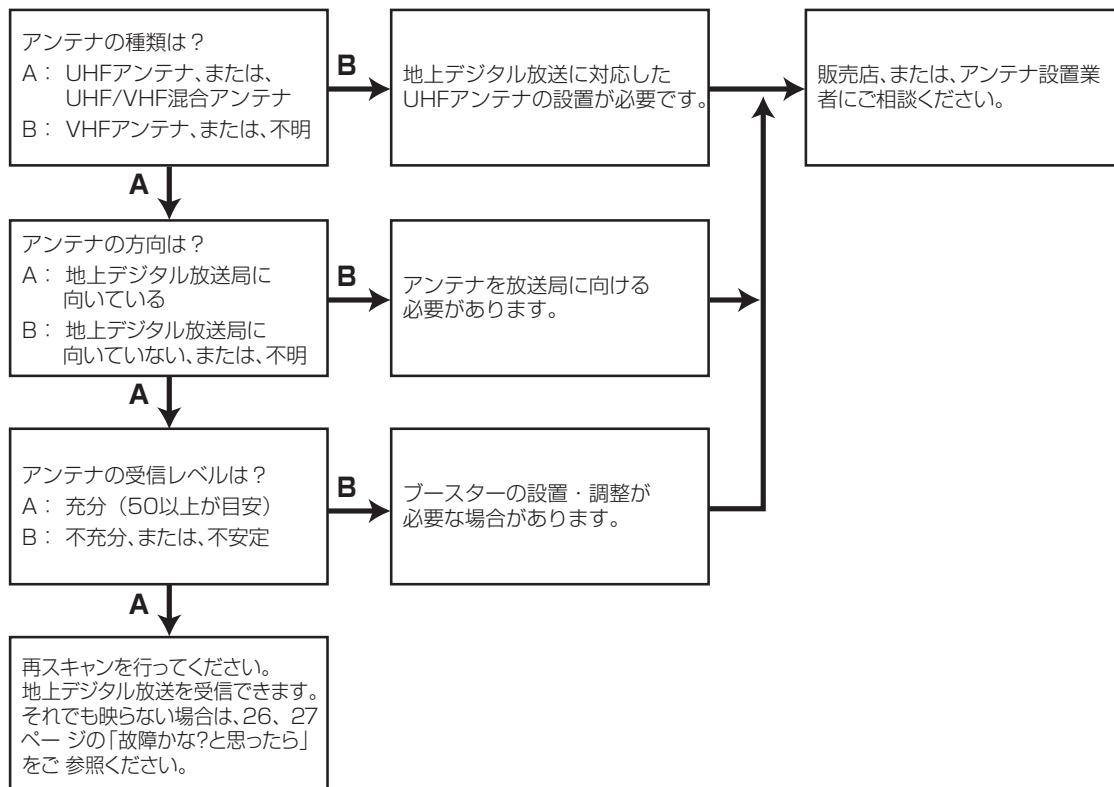 アンテナの種類は？
A： UHFアンテナ、または、
UHF/VHF混合アンテナ
B： VHFアンテナ、または、不明
B
地上デジタル放送に対応した
UHFアンテナの設置が必要です。
販売店、または、アンテナ設置業
者にご相談ください。
A
アンテナの方向は？
A： 地上デジタル放送局に
向いている
B： 地上デジタル放送局に
向いていない、または、不明
B
アンテナを放送局に向ける
必要があります。
A
アンテナの受信レベルは？
A： 充分（50以上が目安）
B： 不充分、または、不安定
B
ブースターの設置・調整が
必要な場合があります。
A
再スキャンを行ってください。
地上デジタル放送を受信できます。
それでも映らない場合は、26、27
ペー ジの「故障かな?と思ったら」
をご 参照ください。